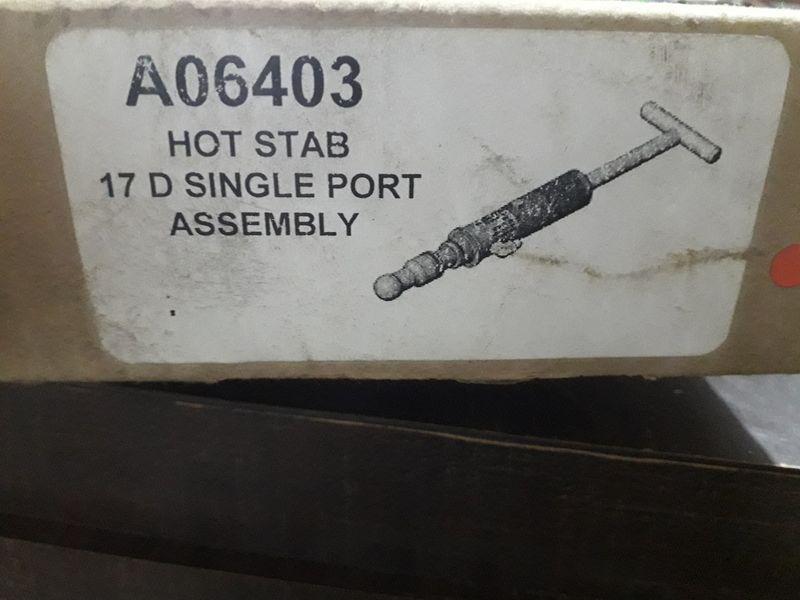 A06403
HOT STAB
17 D SINGLE PORT
ASSEMBLY